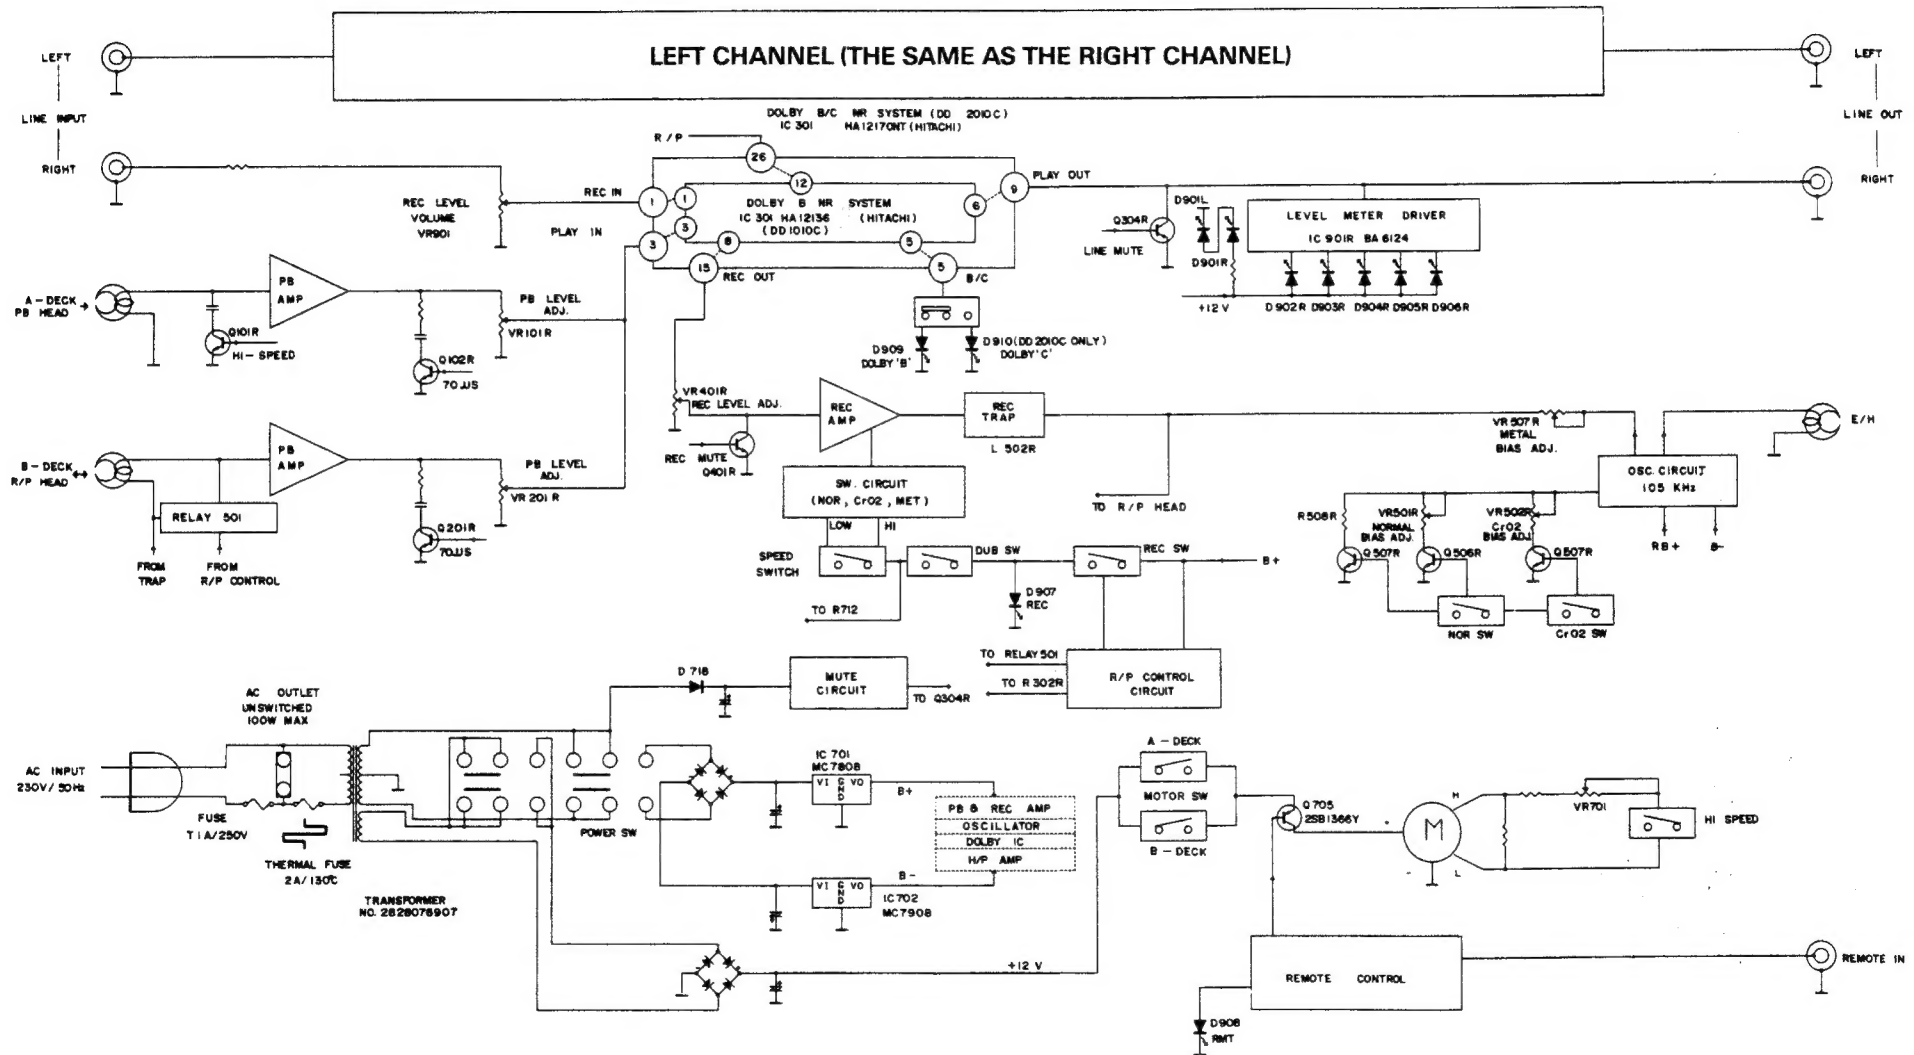 LEFT CHANNEL (THE SAME AS THE RIGHT CHANNEL)
LEFT
LINE INPUT
RIGHT
LEFT
LINE OUT
RIGHT
DOLBY B/C NR SYSTEM (DD 2010C)
IC 301 HA12170NT (HITACHI)
R/P
26
12
REC IN
1
1
DOLBY B NR SYSTEM
IC 301 HA12136 (HITACHI)
(DD1010C)
6
9
PLAY OUT
PLAY IN
3
3
8
5
15
REC OUT
5
B/C
REC LEVEL
VOLUME
VR901
Q304R
LINE MUTE
D901L
D901R
+12 V
LEVEL METER DRIVER
IC 901R BA 6124
D902R D903R D904R D905R D906R
A-DECK
PB HEAD
PB
AMP
Q101R
HI-SPEED
Q102R
70JJS
PB LEVEL
ADJ.
VR101R
D909
DOLBY 'B'
D910(DD2010C ONLY)
DOLBY 'C'
VR401R
REC LEVEL ADJ.
REC MUTE
Q401R
REC
AMP
REC
TRAP
L 502R
VR507R
METAL
BIAS ADJ.
E/H
B-DECK
R/P HEAD
PB
AMP
RELAY 501
FROM
TRAP
FROM
R/P CONTROL
Q201R
70JJS
PB LEVEL
ADJ.
VR201R
SW. CIRCUIT
(NOR, CrO2, MET)
LOW HI
TO R/P HEAD
OSC. CIRCUIT
105 KHz
RB+ B-
R508R
VR501R
NORMAL
BIAS ADJ.
VR502R
CrO2
BIAS ADJ.
Q507R
Q506R
Q507R
NOR SW
CrO2 SW
SPEED
SWITCH
DUB SW
REC SW
B+
TO R712
D907
REC
TO RELAY501
TO R302R
R/P CONTROL
CIRCUIT
D718
MUTE
CIRCUIT
TO Q304R
AC OUTLET
UNSWITCHED
100W MAX
AC INPUT
230V/50Hz
FUSE
T1A/250V
THERMAL FUSE
2A/130°C
TRANSFORMER
NO. 2828076907
POWER SW
IC 701
MC7808
VI GND VO
B+
PB & REC AMP
OSCILLATOR
DOLBY IC
H/P AMP
B-
VI GND VO
IC702
MC7908
+12 V
A-DECK
MOTOR SW
B-DECK
Q705
2SB1366Y
M
H
L
VR701
HI SPEED
REMOTE CONTROL
REMOTE IN
D908
RMT